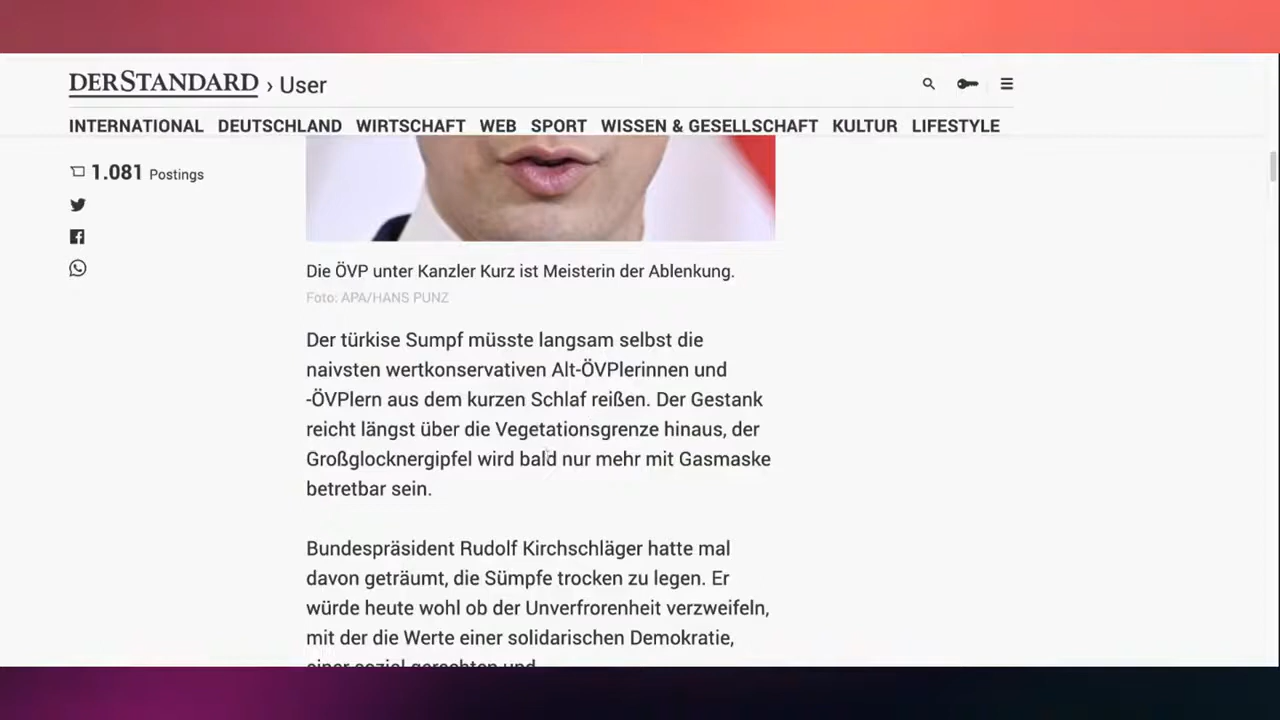 DERSTANDARD › User
INTERNATIONAL DEUTSCHLAND WIRTSCHAFT WEB SPORT WISSEN & GESELLSCHAFT KULTUR LIFESTYLE
1.081 Postings
Die ÖVP unter Kanzler Kurz ist Meisterin der Ablenkung.
Foto: APA/HANS PUNZ
Der türkise Sumpf müsste langsam selbst die
naivsten wertkonservativen Alt-ÖVPlerinnen und
-ÖVPlern aus dem kurzen Schlaf reißen. Der Gestank
reicht längst über die Vegetationsgrenze hinaus, der
Großglocknergipfel wird bald nur mehr mit Gasmaske
betretbar sein.
Bundespräsident Rudolf Kirchschläger hatte mal
davon geträumt, die Sümpfe trocken zu legen. Er
würde heute wohl ob der Unverfrorenheit verzweifeln,
mit der die Werte einer solidarischen Demokratie,
einer sozial gerechten und